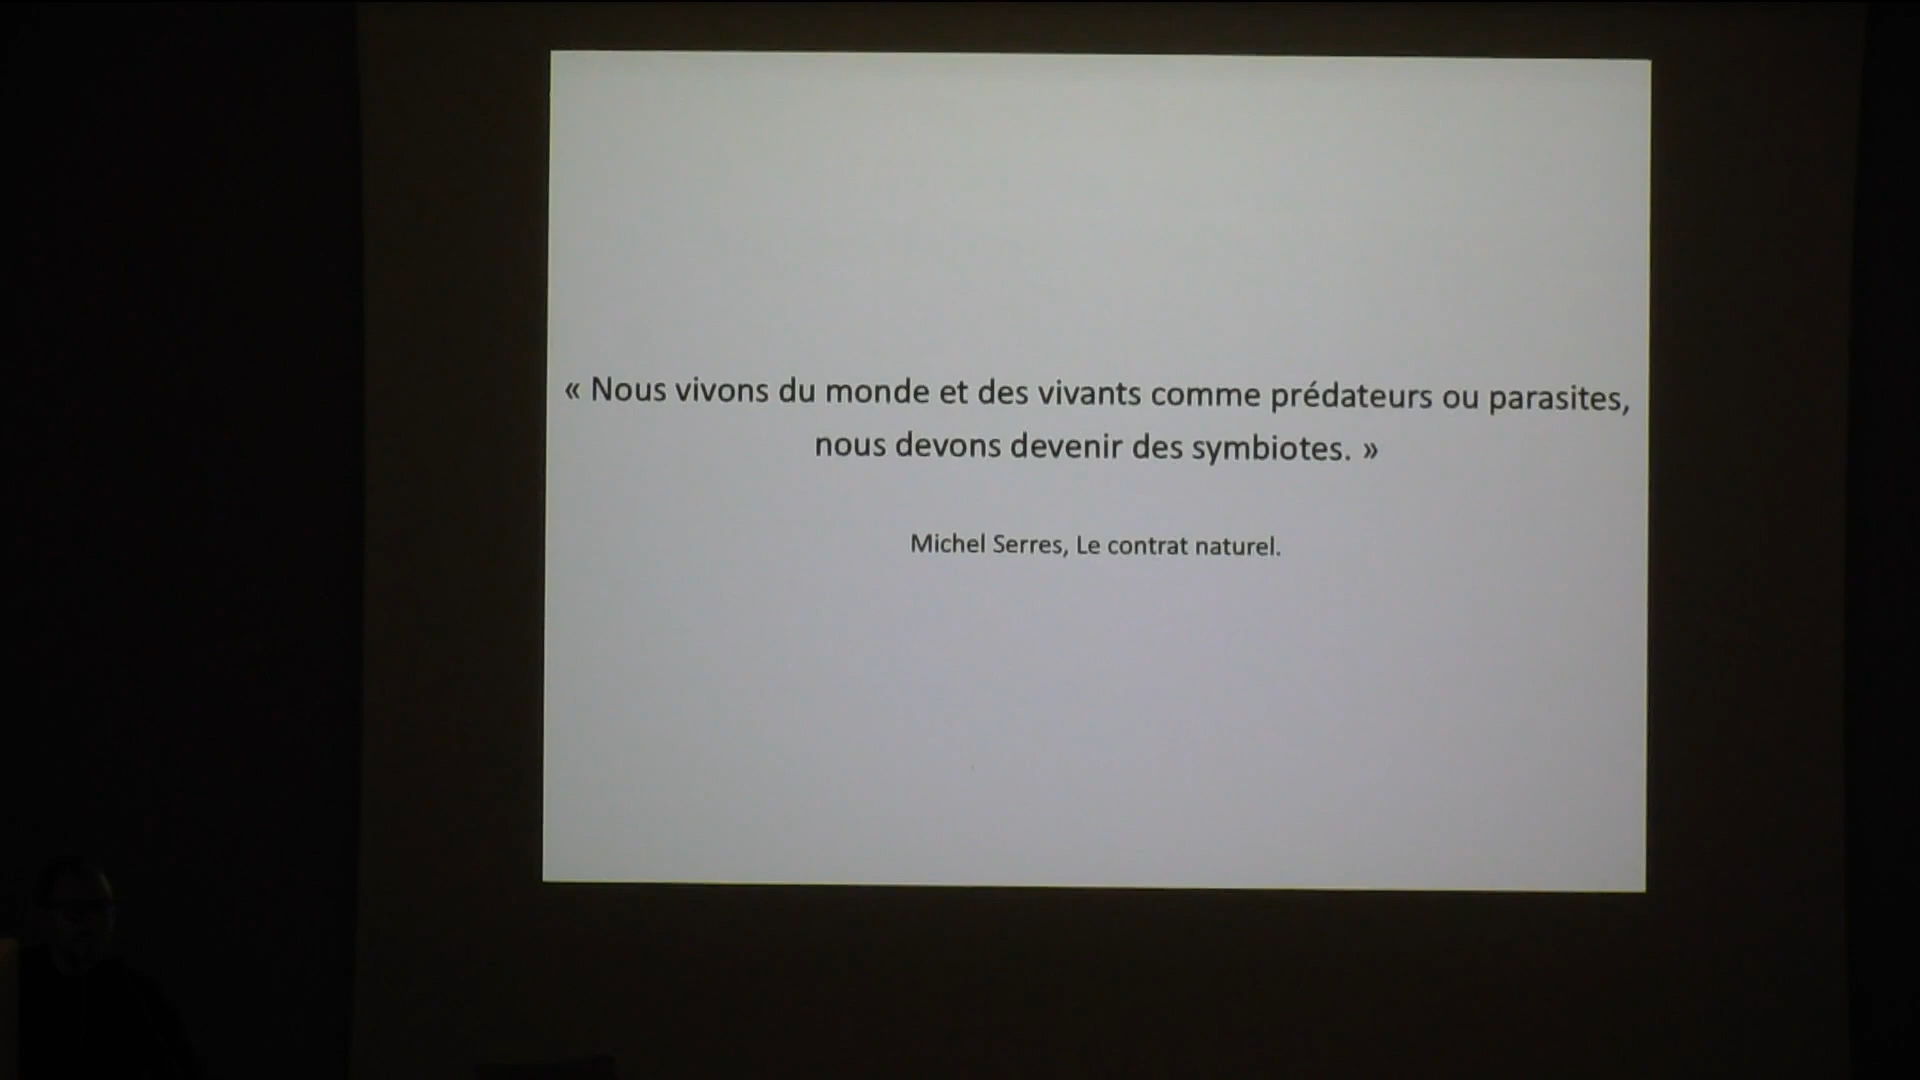 « Nous vivons du monde et des vivants comme prédateurs ou parasites,
nous devons devenir des symbiotes. »
Michel Serres, Le contrat naturel.